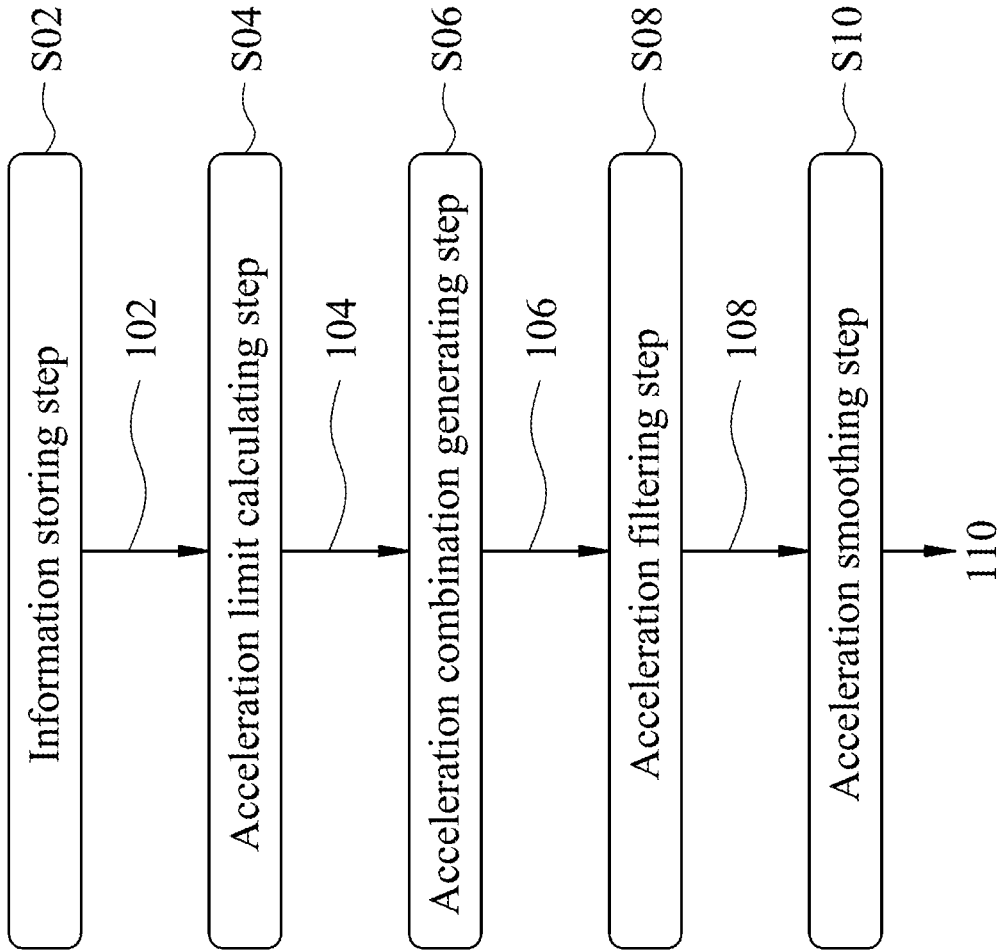 Information storing step
S02
102
Acceleration limit calculating step
S04
104
Acceleration combination generating step
S06
106
Acceleration filtering step
S08
108
Acceleration smoothing step
S10
110